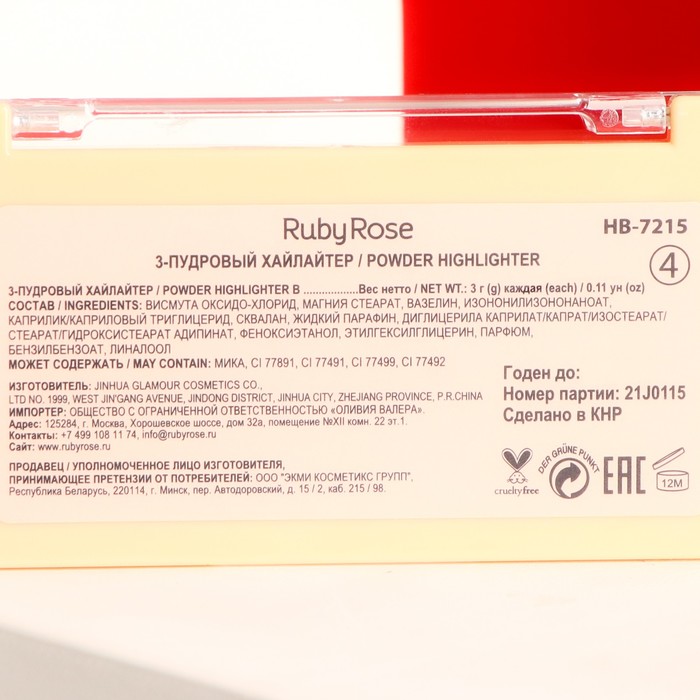 RubyRose
HB-7215
3-ПУДРОВЫЙ ХАЙЛАЙТЕР / POWDER HIGHLIGHTER
4
3-ПУДРОВЫЙ ХАЙЛАЙТЕР / POWDER HIGHLIGHTER B ..................Вес нетто / NET WT.: 3 г (g) каждая (each) / 0.11 ун (oz)
СОСТАВ / INGREDIENTS: ВИСМУТА ОКСИДО-ХЛОРИД, МАГНИЯ СТЕАРАТ, ВАЗЕЛИН, ИЗОНОНИЛИЗОНОНАНОАТ,
КАПРИЛИК/КАПРИЛОВЫЙ ТРИГЛИЦЕРИД, СКВАЛАН, ЖИДКИЙ ПАРАФИН, ДИГЛИЦЕРИЛА КАПРИЛАТ/КАПРАТ/ИЗОСТЕАРАТ/
СТЕАРАТ/ГИДРОКСИСТЕАРАТ АДИПИНАТ, ФЕНОКСИЭТАНОЛ, ЭТИЛГЕКСИЛГЛИЦЕРИН, ПАРФЮМ,
БЕНЗИЛБЕНЗОАТ, ЛИНАЛООЛ
МОЖЕТ СОДЕРЖАТЬ / MAY CONTAIN: МИКА, CI 77891, CI 77491, CI 77499, CI 77492
ИЗГОТОВИТЕЛЬ: JINHUA GLAMOUR COSMETICS CO.,
LTD NO. 1999, WEST JIN'GANG AVENUE, JINDONG DISTRICT, JINHUA CITY, ZHEJIANG PROVINCE, P.R.CHINA
ИМПОРТЕР: ОБЩЕСТВО С ОГРАНИЧЕННОЙ ОТВЕТСТВЕННОСТЬЮ «ОЛИВИЯ ВАЛЕРА».
Адрес: 125284, г. Москва, Хорошевское шоссе, дом 32а, помещение №XII комн. 22 эт.1.
Контакты: +7 499 108 11 74, info@rubyrose.ru
Сайт: www.rubyrose.ru
ПРОДАВЕЦ / УПОЛНОМОЧЕННОЕ ЛИЦО ИЗГОТОВИТЕЛЯ,
ПРИНИМАЮЩЕЕ ПРЕТЕНЗИИ ОТ ПОТРЕБИТЕЛЕЙ: ООО "ЭКМИ КОСМЕТИКС ГРУПП",
Республика Беларусь, 220114, г. Минск, пер. Автодоровский, д. 15 / 2, каб. 215 / 98.
Годен до:
Номер партии: 21J0115
Сделано в КНР
crueltyfree
DER GRÜNE PUNKT
EAC
12M